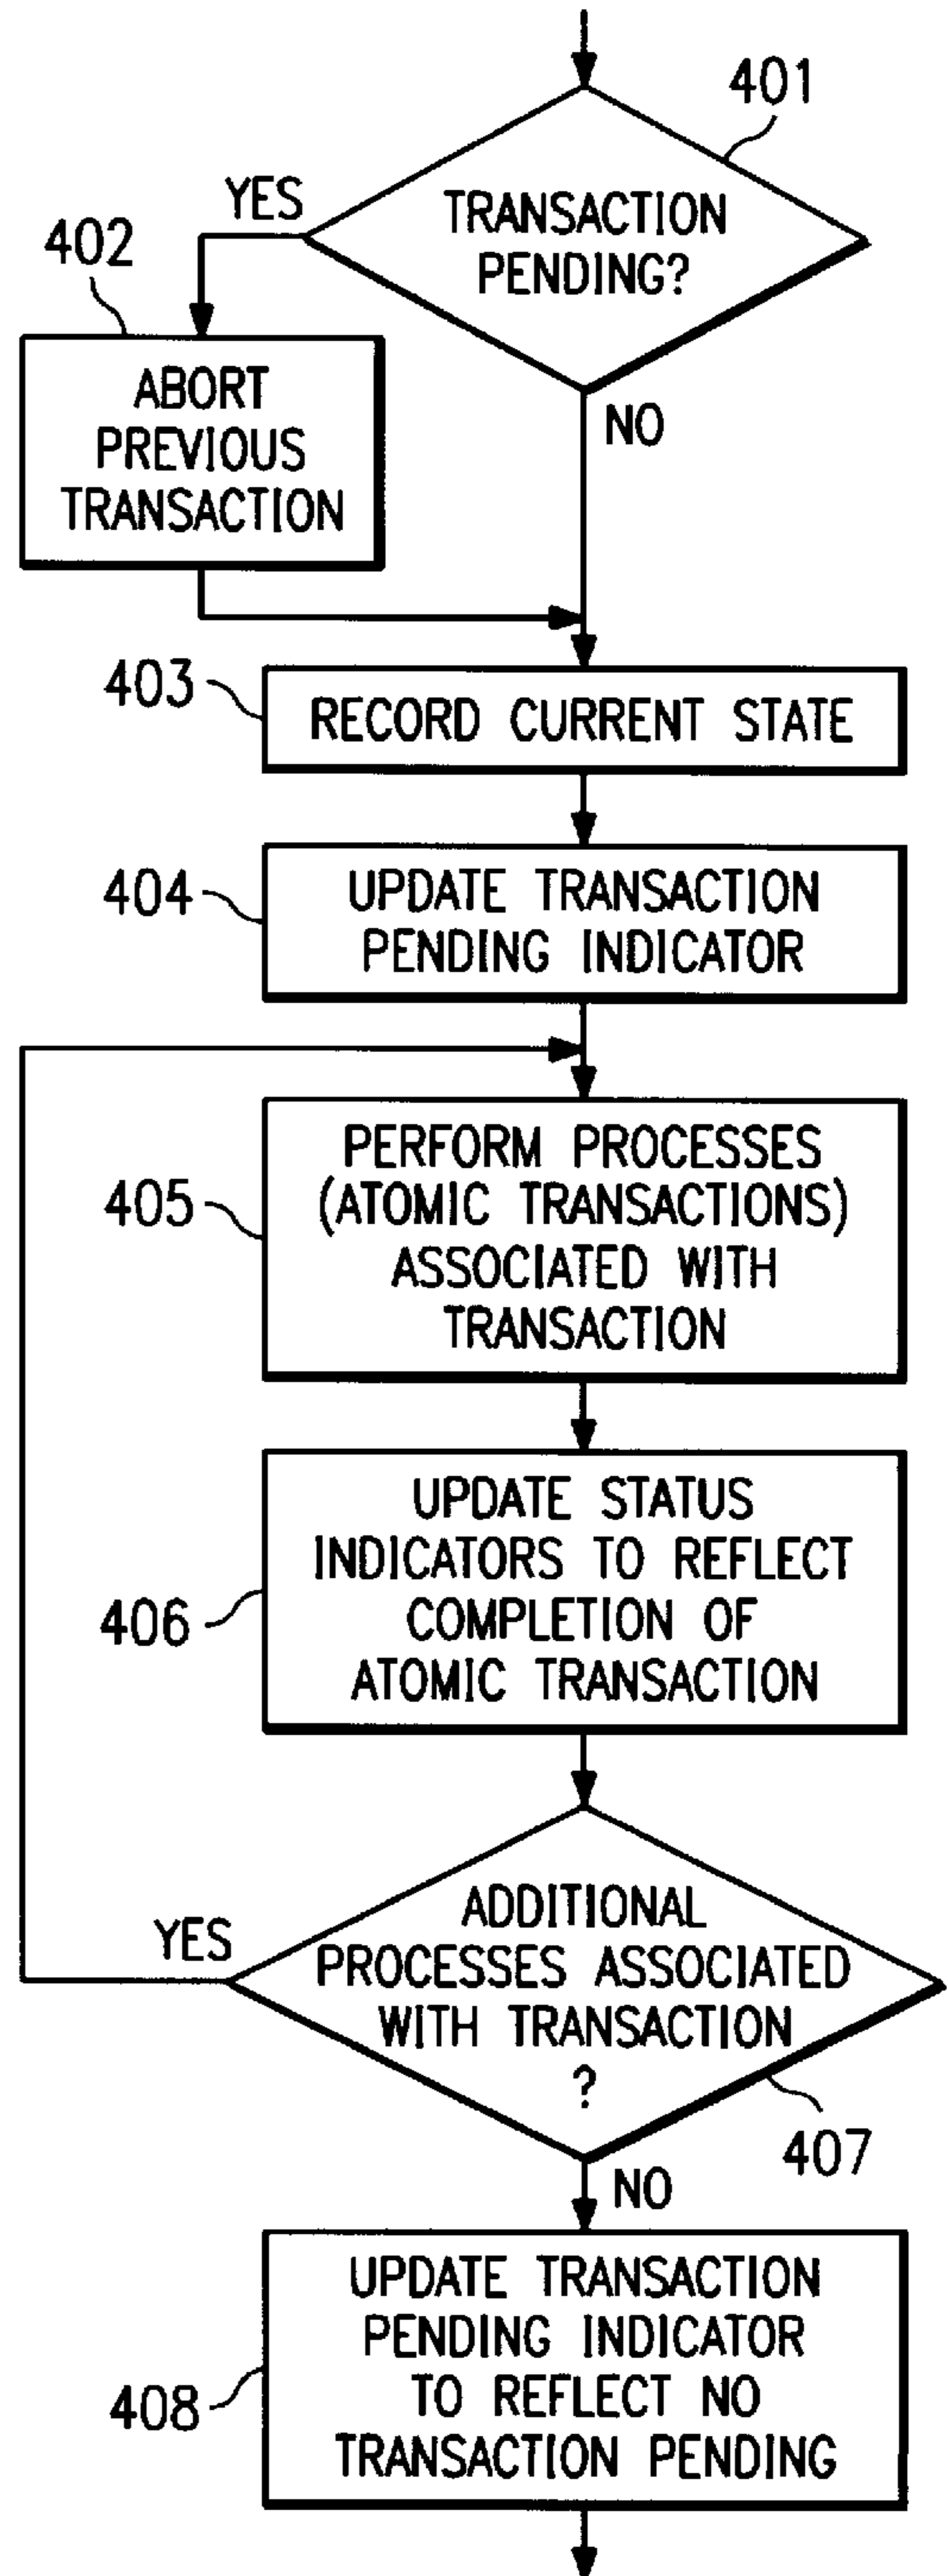 401
YES
TRANSACTION
PENDING?
402
ABORT
PREVIOUS
TRANSACTION
NO
403
RECORD CURRENT STATE
404
UPDATE TRANSACTION
PENDING INDICATOR
405
PERFORM PROCESSES
(ATOMIC TRANSACTIONS)
ASSOCIATED WITH
TRANSACTION
406
UPDATE STATUS
INDICATORS TO REFLECT
COMPLETION OF
ATOMIC TRANSACTION
YES
ADDITIONAL
PROCESSES ASSOCIATED
WITH TRANSACTION
?
407
NO
408
UPDATE TRANSACTION
PENDING INDICATOR
TO REFLECT NO
TRANSACTION PENDING